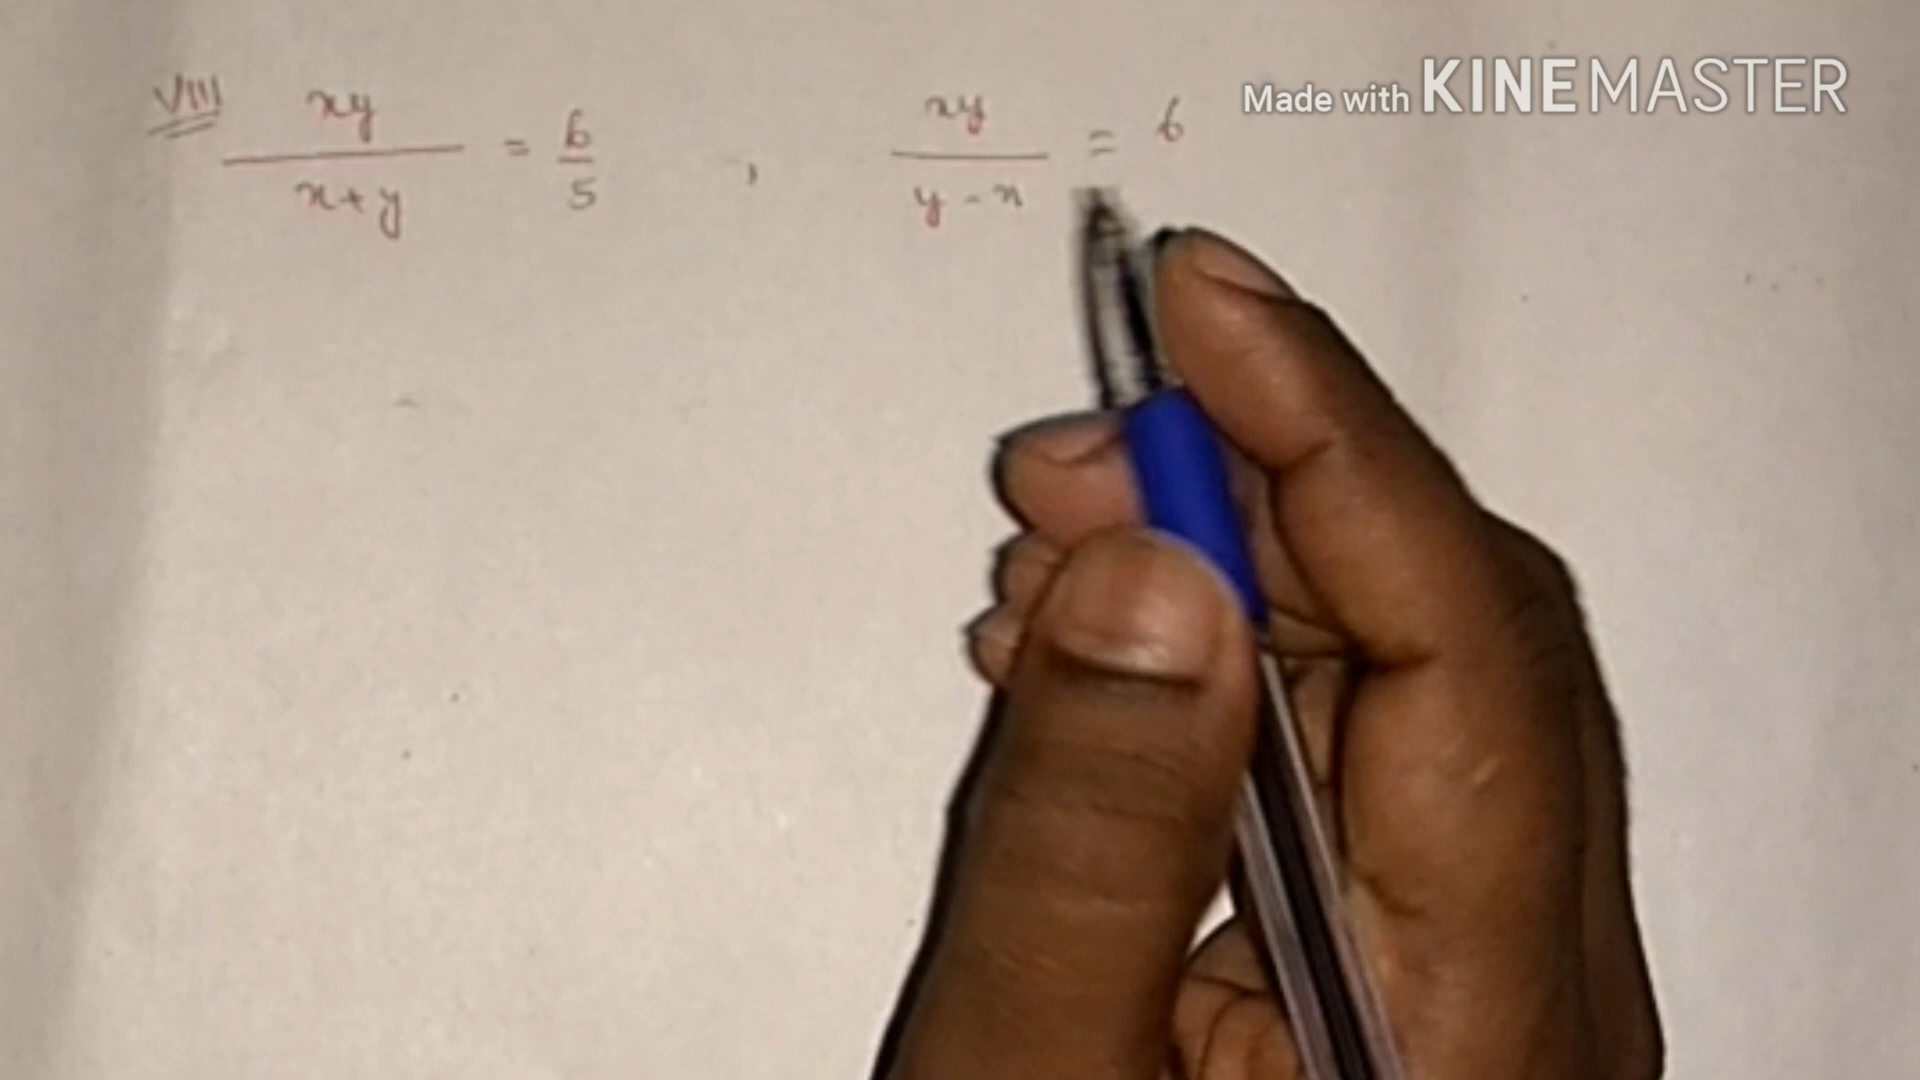 VIII xy/x+y = 6/5 , xy/y-x = 6
Made with KINEMASTER